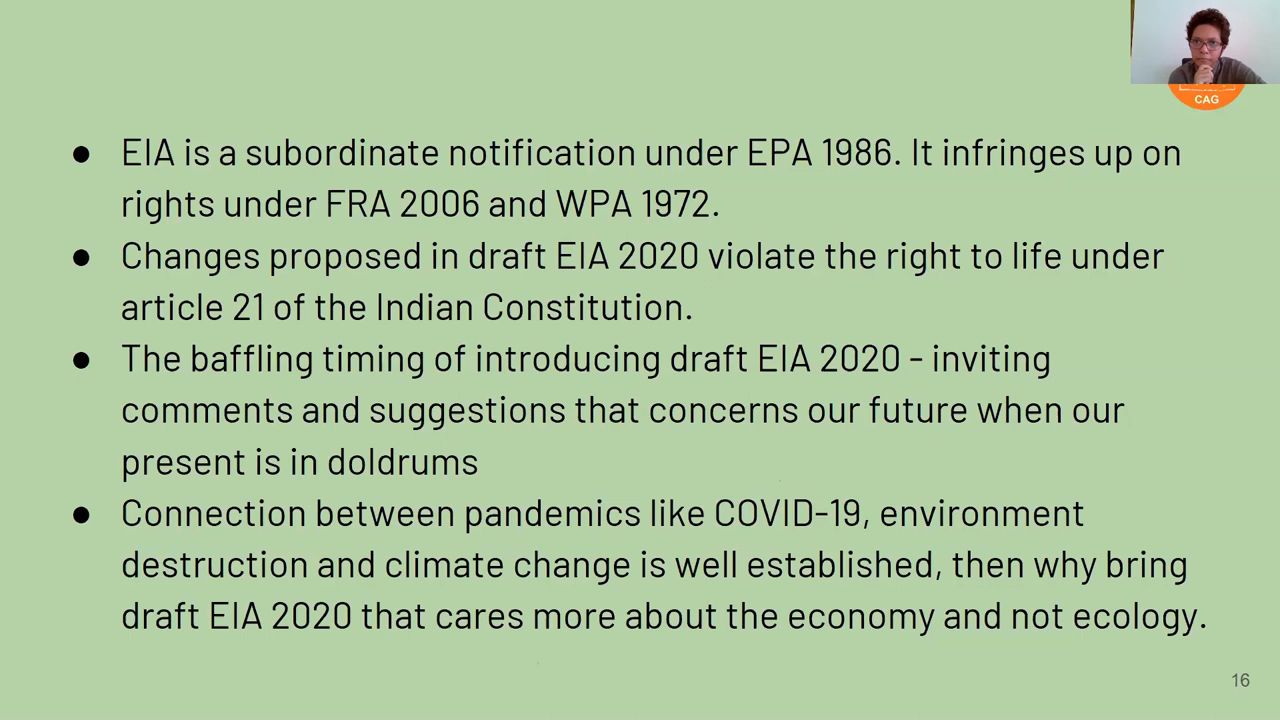 CAG
● EIA is a subordinate notification under EPA 1986. It infringes up on
rights under FRA 2006 and WPA 1972.
● Changes proposed in draft EIA 2020 violate the right to life under
article 21 of the Indian Constitution.
● The baffling timing of introducing draft EIA 2020 - inviting
comments and suggestions that concerns our future when our
present is in doldrums
● Connection between pandemics like COVID-19, environment
destruction and climate change is well established, then why bring
draft EIA 2020 that cares more about the economy and not ecology.
16